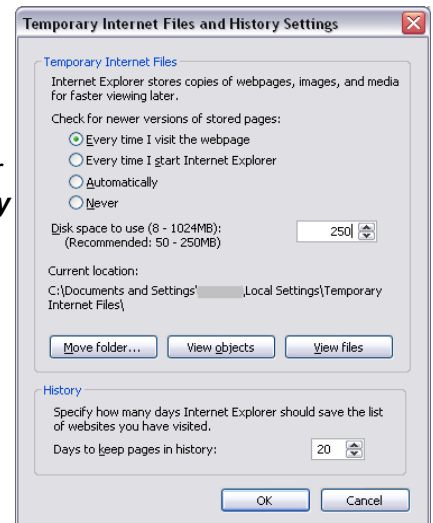 Temporary Internet Files and History Settings
Temporary Internet Files
Internet Explorer stores copies of webpages, images, and media
for faster viewing later.
Check for newer versions of stored pages:
Every time I visit the webpage
Every time I start Internet Explorer
Automatically
Never
Disk space to use (8 - 1024MB):
(Recommended: 50 - 250MB)
250
Current location:
C:\Documents and Settings' ,Local Settings\Temporary
Internet Files\
Move folder...
View objects
View files
History
Specify how many days Internet Explorer should save the list
of websites you have visited.
Days to keep pages in history:
20
OK
Cancel